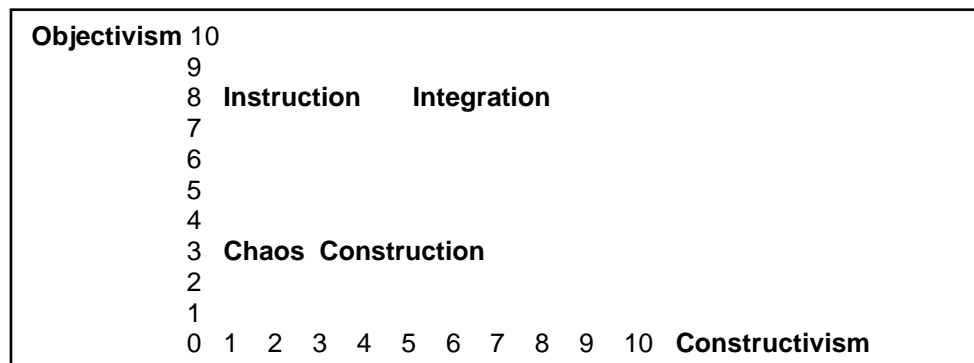 Objectivism 10
9
8 Instruction Integration
7
6
5
4
3 Chaos Construction
2
1
0 1 2 3 4 5 6 7 8 9 10 Constructivism